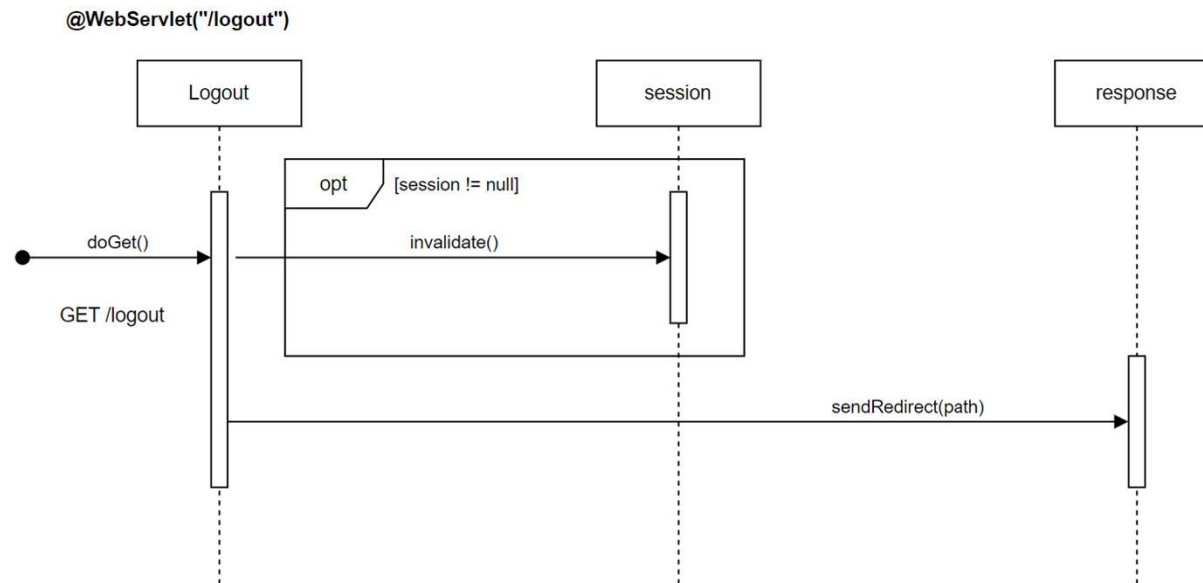 @WebServlet("/logout")
Logout
session
response
opt
[session != null]
doGet()
invalidate()
GET /logout
sendRedirect(path)